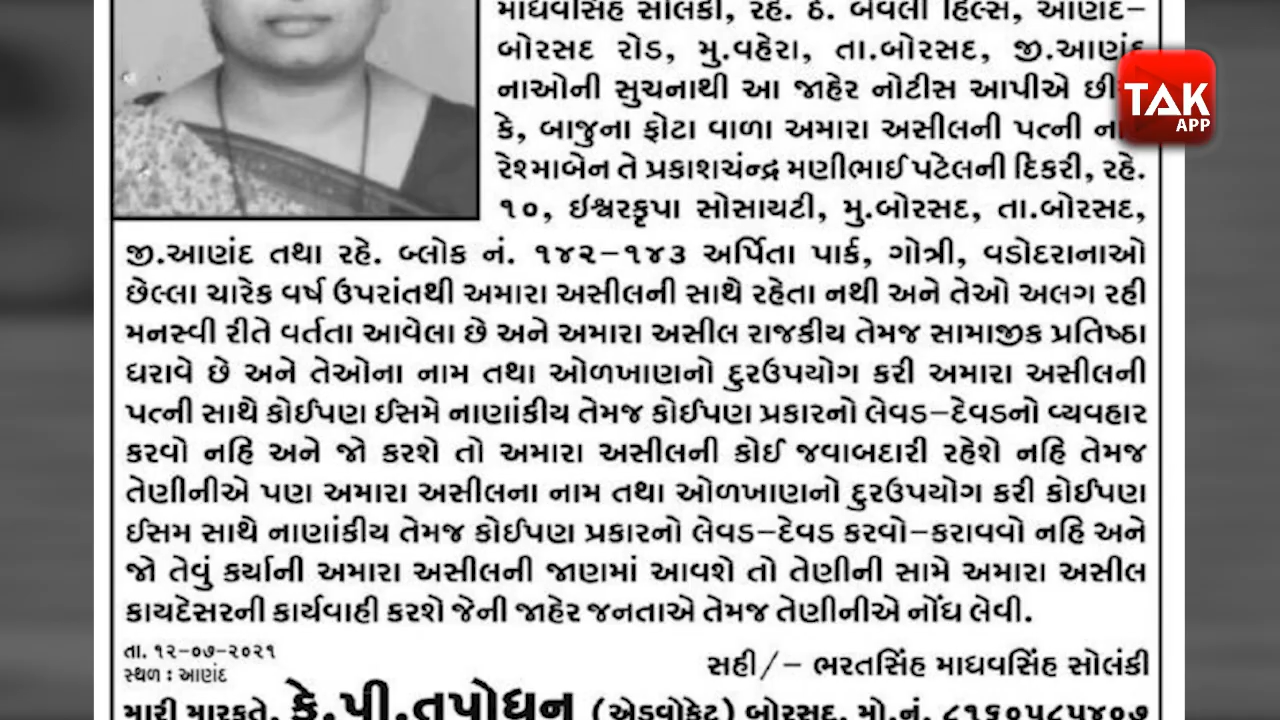 માધવસિંહ સોલંકી, રહે. ઠે. બેવર્લી હિલ્સ, આણંદ–
બોરસદ રોડ, મુ.વહેરા, તા.બોરસદ, જી.આણંદ
નાઓની સુચનાથી આ જાહેર નોટીસ આપીએ
કે, બાજુના ફોટા વાળા અમારા અસીલની પત્ની
રેશ્માબેન તે પ્રકાશચંદ્ર મણીભાઈ પટેલની દિકરી, રહે.
૧૦, ઈશ્વરકૃપા સોસાયટી, મુ.બોરસદ, તા.બોરસદ,
જી.આણંદ તથા રહે. બ્લોક નં. ૧૪૨–૧૪૩ અર્પિતા પાર્ક, ગોત્રી, વડોદરાનાઓ
છેલ્લા ચારેક વર્ષ ઉપરાંતથી અમારા અસીલની સાથે રહેતા નથી અને તેઓ અલગ રહી
મનસ્વી રીતે વર્તતા આવેલા છે અને અમારા અસીલ રાજકીય તેમજ સામાજીક પ્રતિષ્ઠા
ધરાવે છે અને તેઓના નામ તથા ઓળખાણનો દુરઉપયોગ કરી અમારા અસીલની
પત્ની સાથે કોઈપણ ઈસમે નાણાંકીય તેમજ કોઈપણ પ્રકારનો લેવડ–દેવડનો વ્યવહાર
કરવો નહિ અને જો કરશે તો અમારા અસીલની કોઈ જવાબદારી રહેશે નહિ તેમજ
તેણીનીએ પણ અમારા અસીલના નામ તથા ઓળખાણનો દુરઉપયોગ કરી કોઈપણ
ઈસમ સાથે નાણાંકીય તેમજ કોઈપણ પ્રકારનો લેવડ–દેવડ કરવો–કરાવવો નહિ અને
જો તેવું કર્યાની અમારા અસીલની જાણમાં આવશે તો તેણીની સામે અમારા અસીલ
કાયદેસરની કાર્યવાહી કરશે જેની જાહેર જનતાએ તેમજ તેણીનીએ નોંધ લેવી.
તા. ૧૨–૦૭–૨૦૨૧
સ્થળ : આણંદ
સહી/– ભરતસિંહ માધવસિંહ સોલંકી
મારી મારફતે, કે.પી.તપોધન (એડવોકેટ) બોરસદ, મો.નં. ૮૧૬૦૫૮૫૪૦૭
TAK
APP